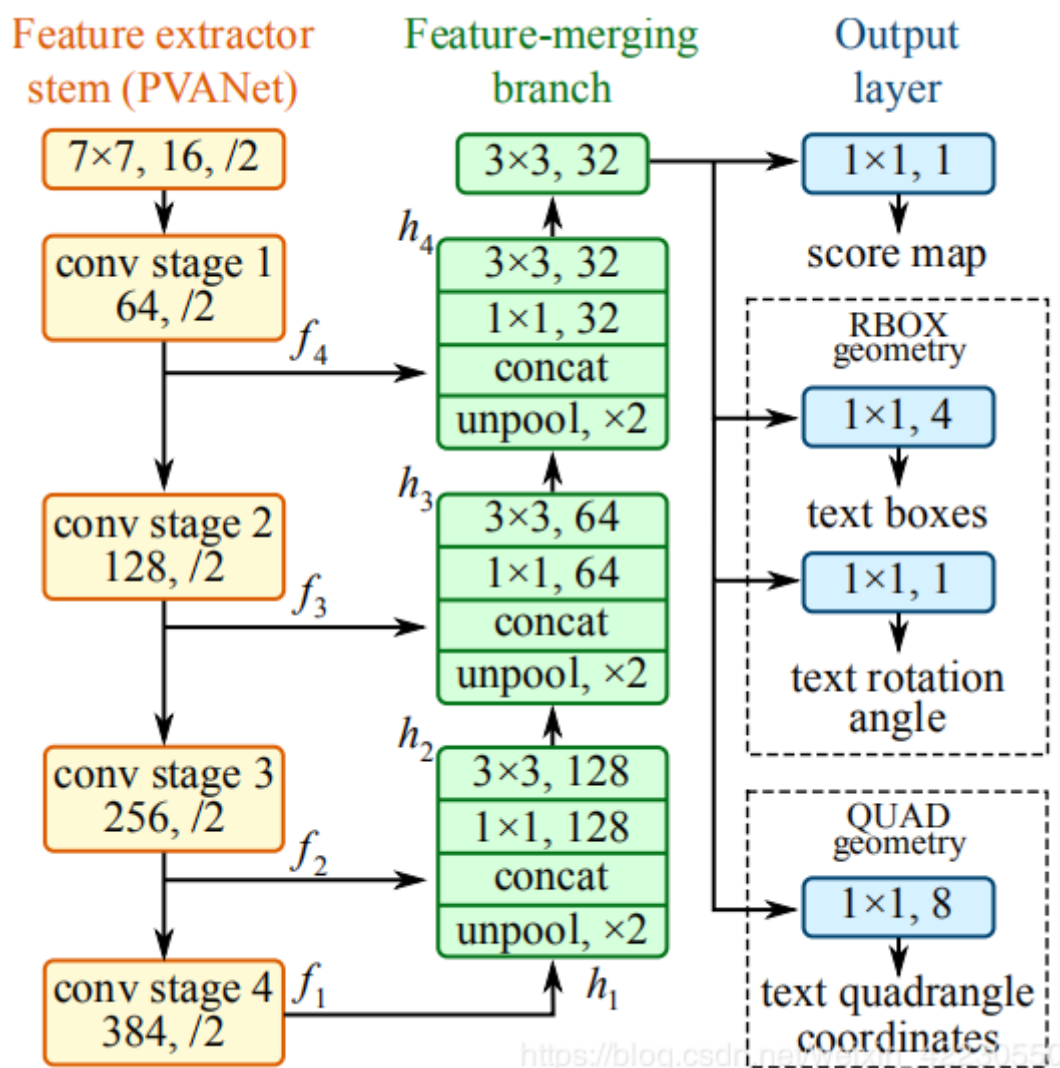 Feature extractor
stem (PVANet)
7×7, 16, /2
conv stage 1
64, /2
f4
conv stage 2
128, /2
f3
conv stage 3
256, /2
f2
conv stage 4
384, /2
f1
Feature-merging
branch
3×3, 32
h4
3×3, 32
1×1, 32
concat
unpool, ×2
h3
3×3, 64
1×1, 64
concat
unpool, ×2
h2
3×3, 128
1×1, 128
concat
unpool, ×2
h1
Output
layer
1×1, 1
score map
RBOX
geometry
1×1, 4
text boxes
1×1, 1
text rotation
angle
QUAD
geometry
1×1, 8
text quadrangle
coordinates